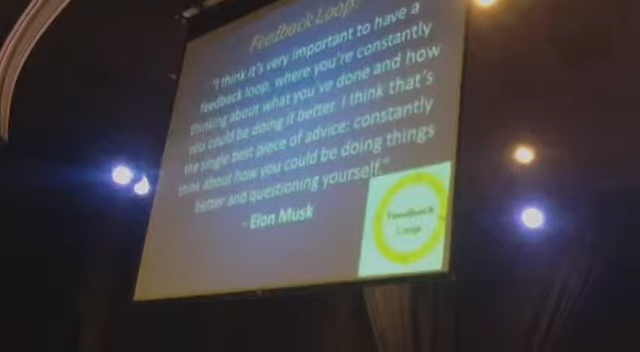 Feedback Loop:
"I think it's very important to have a
feedback loop, where you're constantly
thinking about what you've done and how
you could be doing it better. I think that's
the single best piece of advice: constantly
think about how you could be doing things
better and questioning yourself."
- Elon Musk
Feedback
Loop